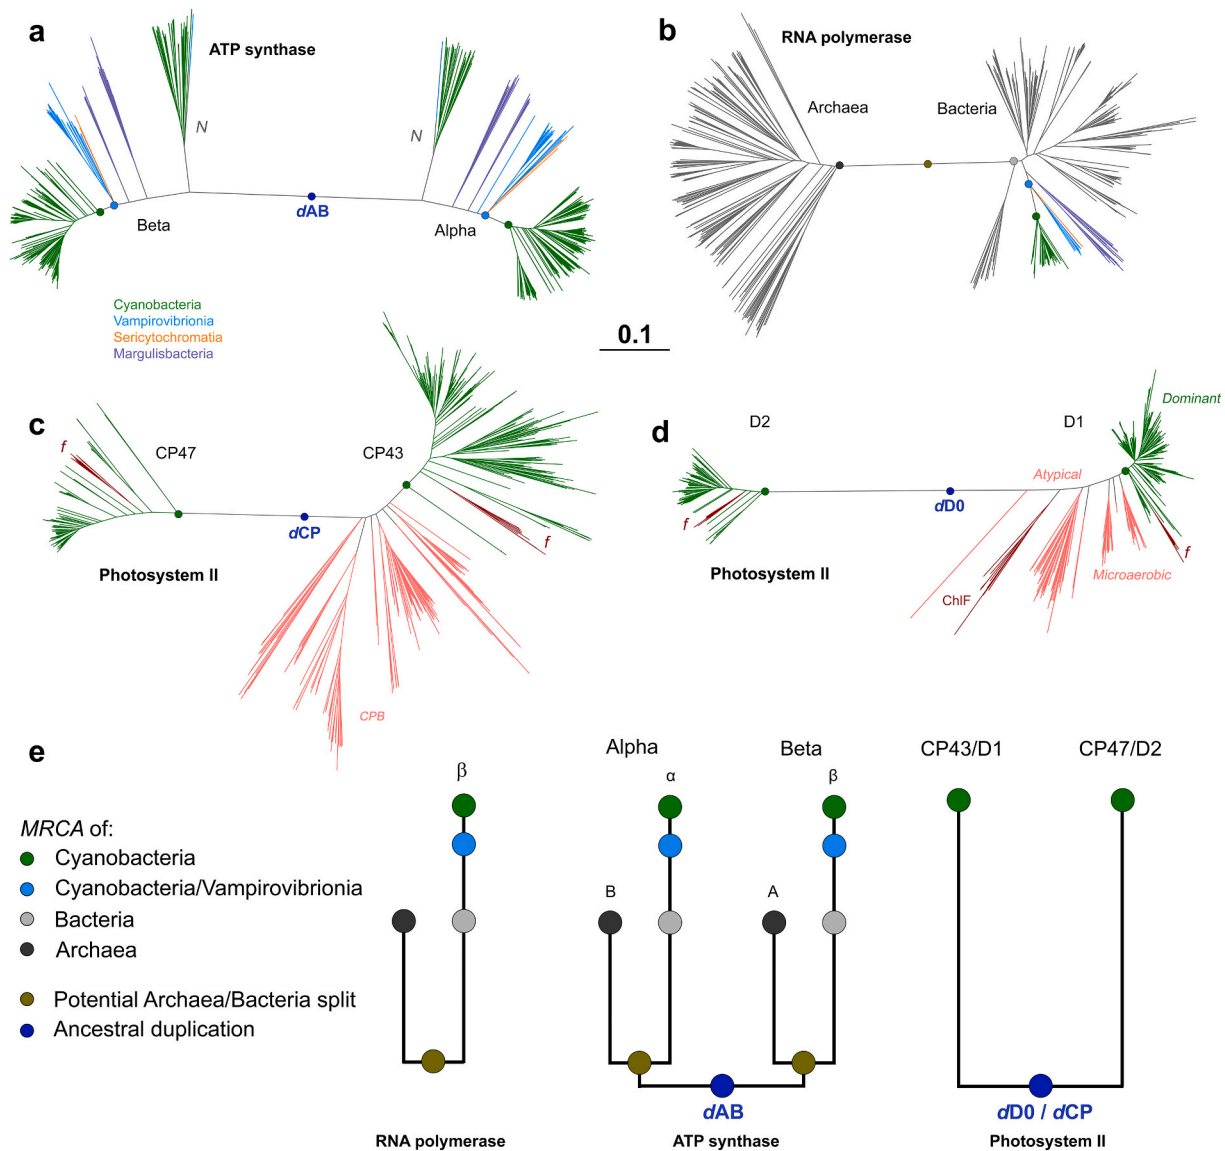 a
ATP synthase
N
N
Beta
dAB
Alpha
Cyanobacteria
Vampirovibrionia
Sericytochromatia
Margulisbacteria
b
RNA polymerase
Archaea
Bacteria
0.1
c
f
CP47
CP43
dCP
f
Photosystem II
CPB
d
D2
D1
Dominant
Atypical
dD0
f
f
Photosystem II
ChlF
Microaerobic
e
MRCA of:
Cyanobacteria
Cyanobacteria/Vampirovibrionia
Bacteria
Archaea
Potential Archaea/Bacteria split
Ancestral duplication
β
RNA polymerase
Alpha
Beta
α
β
B
A
dAB
ATP synthase
CP43/D1
CP47/D2
dD0 / dCP
Photosystem II